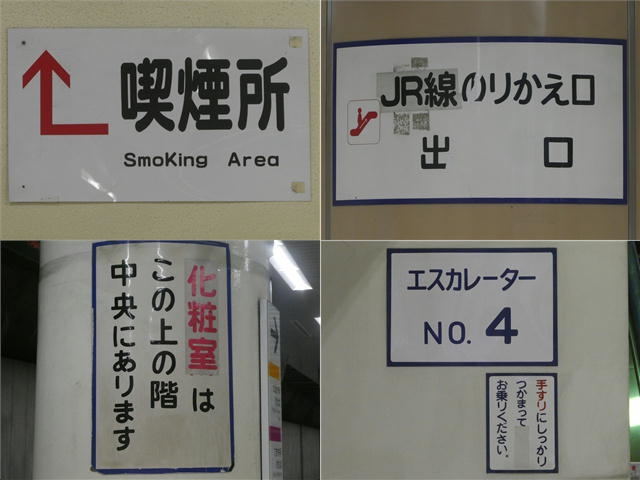 喫煙所
SmoKing Area
JR線のりかえ口
出 口
化粧室は
この上の階
中央にあります
エスカレーター
NO. 4
手すりにしっかり
つかまって
お乗りください。